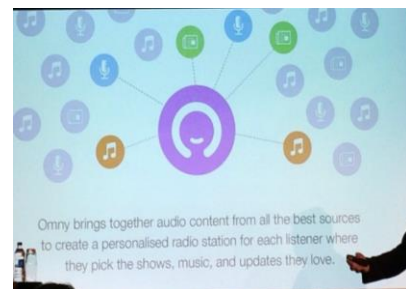 Omny brings together audio content from all the best sources
to create a personalised radio station for each listener where
they pick the shows, music, and updates they love.